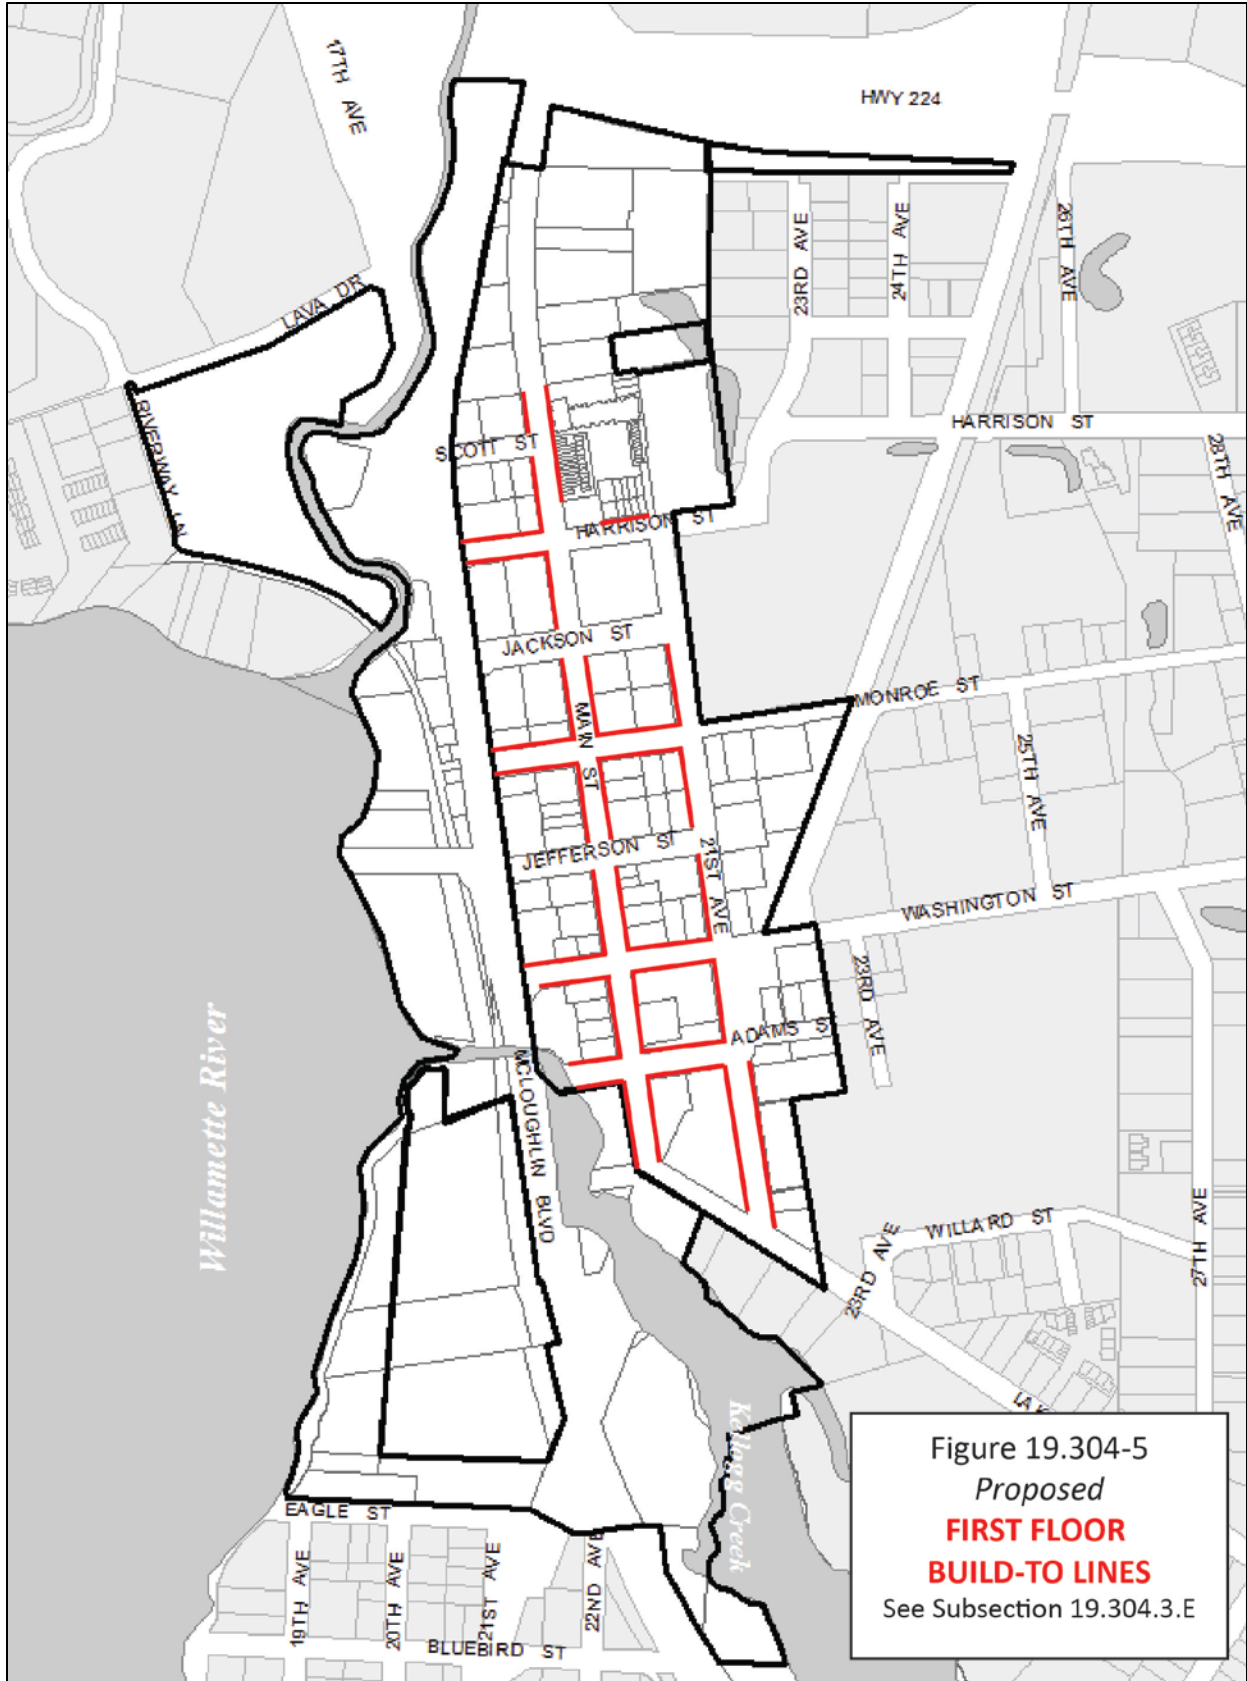 17TH AVE
HWY 224
26TH AVE
23RD AVE
24TH AVE
LAVA DR
RIVERWAY LN
HARRISON ST
28TH AVE
SCOTT ST
HARRISON ST
JACKSON ST
MONROE ST
MAIN ST
25TH AVE
JEFFERSON ST
21ST AVE
WASHINGTON ST
23RD AVE
ADAMS ST
Willamette River
MCLOUGHLIN BLVD
WILLARD ST
27TH AVE
23RD AVE
Kellogg Creek
EAGLE ST
19TH AVE
20TH AVE
21ST AVE
22ND AVE
BLUEBIRD ST
Figure 19.304-5
Proposed
FIRST FLOOR
BUILD-TO LINES
See Subsection 19.304.3.E